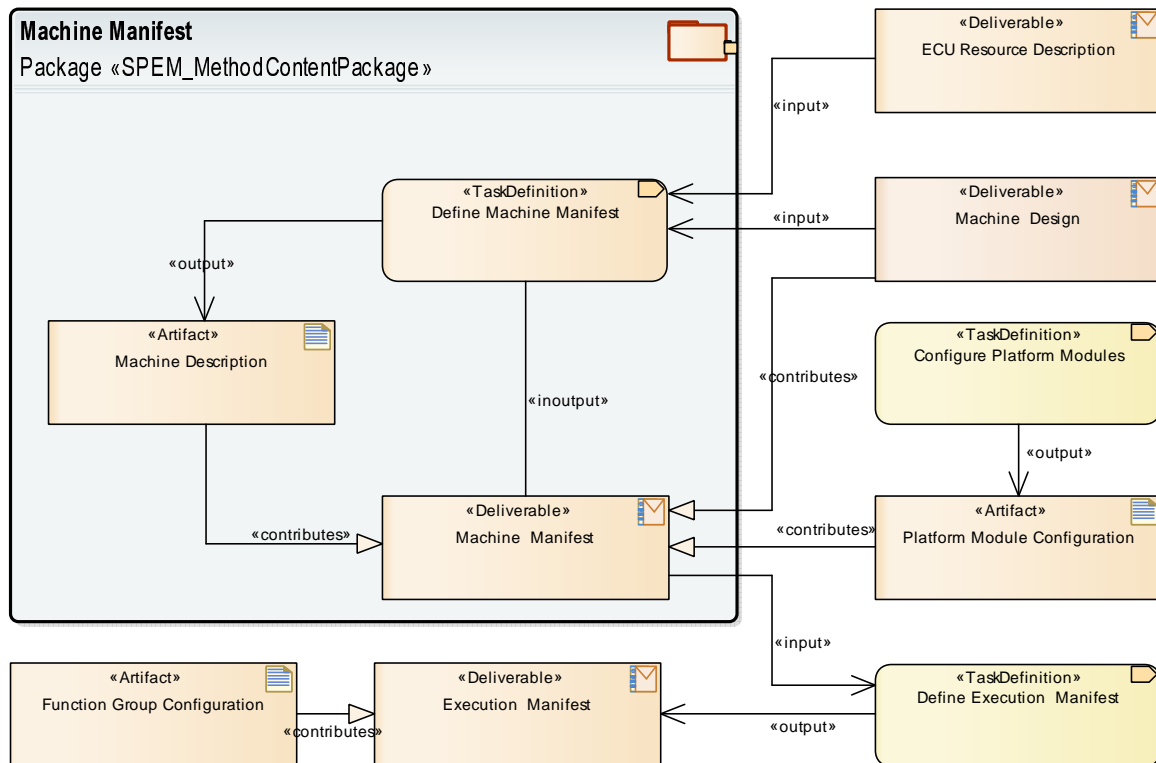 Machine Manifest
Package «SPEM_MethodContentPackage»
«Deliverable»
ECU Resource Description
«input»
«TaskDefinition»
Define Machine Manifest
«Deliverable»
Machine Design
«input»
«output»
«Artifact»
Machine Description
«TaskDefinition»
Configure Platform Modules
«contributes»
«inoutput»
«output»
«Deliverable»
Machine Manifest
«Artifact»
Platform Module Configuration
«contributes»
«contributes»
«input»
«Artifact»
Function Group Configuration
«Deliverable»
Execution Manifest
«TaskDefinition»
Define Execution Manifest
«contributes»
«output»